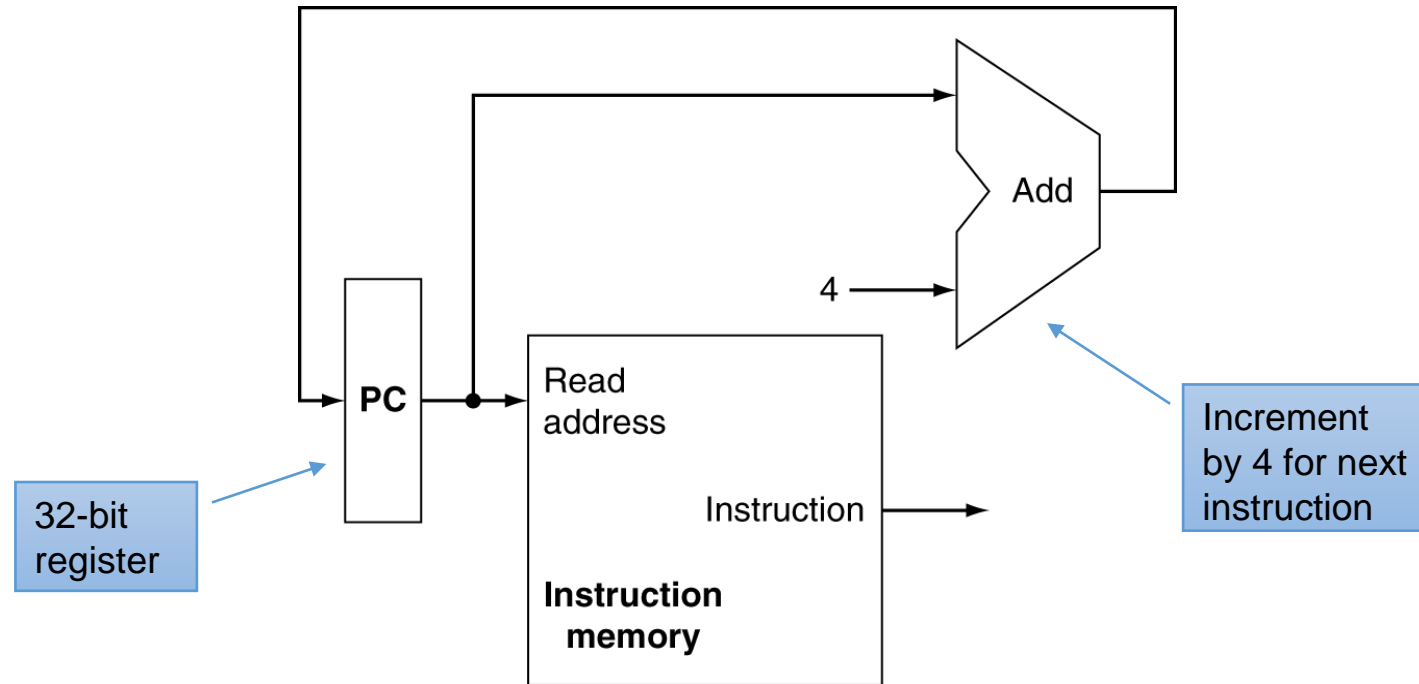 Add
4
PC
Read
address
Instruction
Instruction
memory
32-bit
register
Increment
by 4 for next
instruction